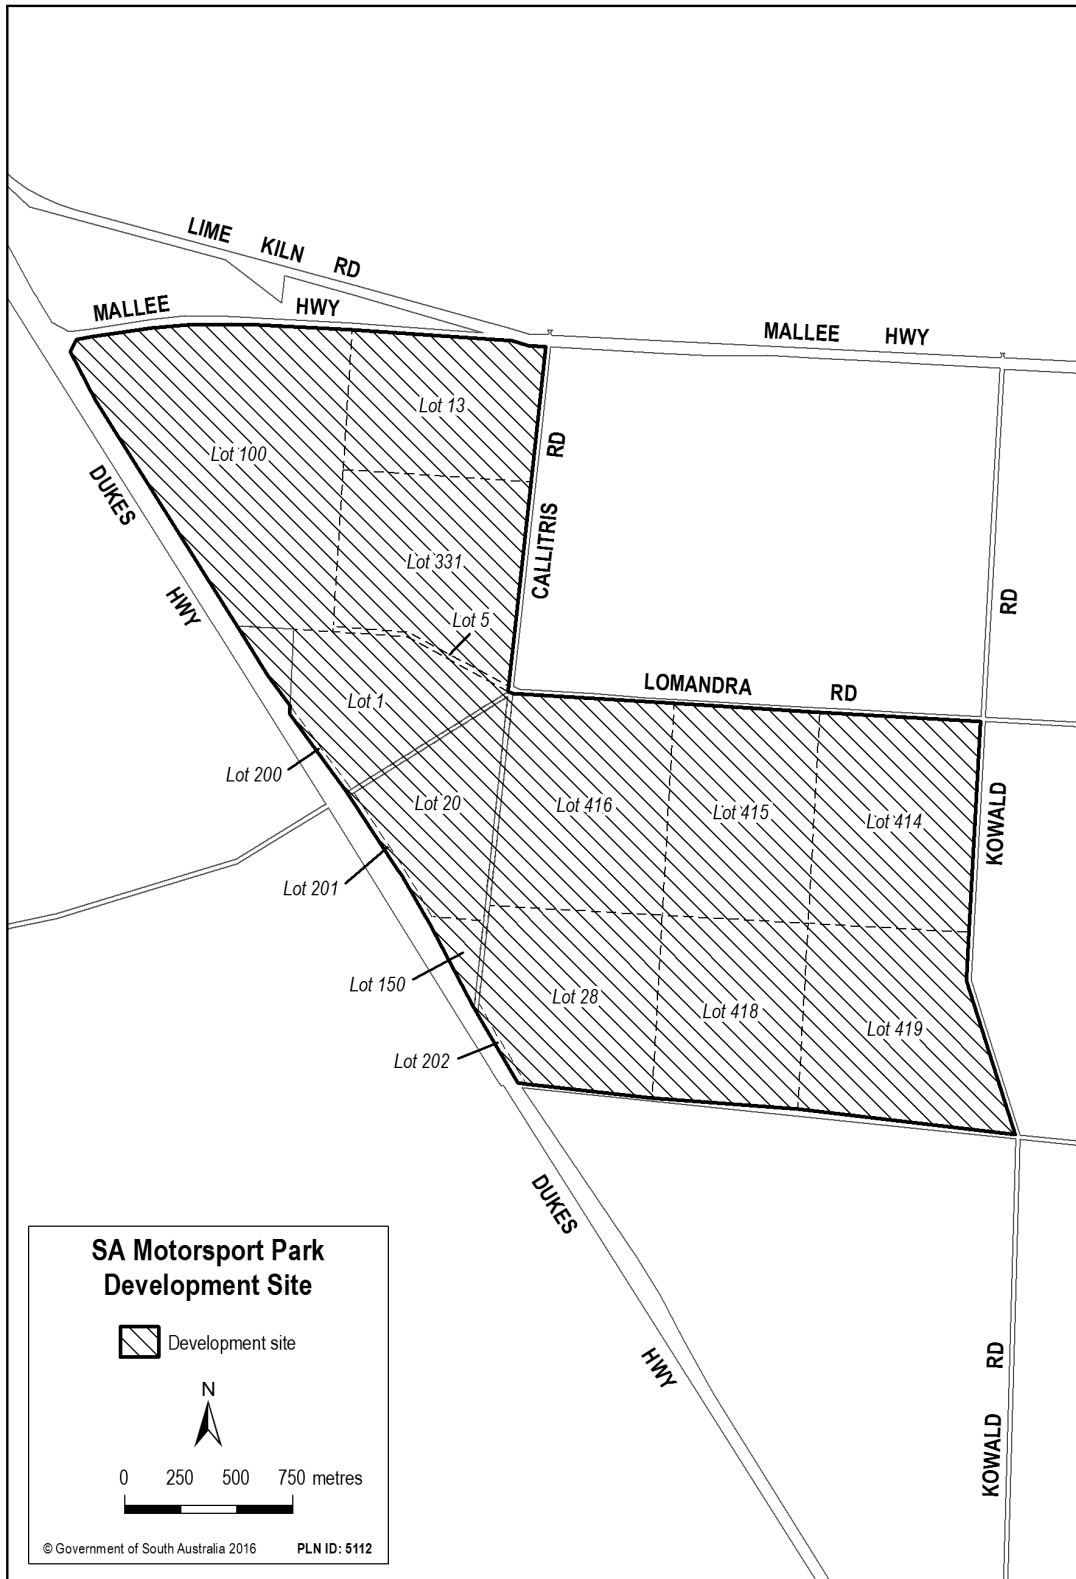 LIME KILN RD
MALLEE HWY
MALLEE HWY
Lot 13
Lot 100
RD
DUKES
CALLITRIS
Lot 331
HWY
RD
Lot 5
LOMANDRA RD
Lot 1
Lot 200
Lot 20
Lot 416
Lot 415
Lot 414
KOWALD
Lot 201
Lot 150
Lot 28
Lot 418
Lot 419
Lot 202
DUKES
HWY
RD
KOWALD
SA Motorsport Park
Development Site
Development site
N
0 250 500 750 metres
© Government of South Australia 2016 PLN ID: 5112